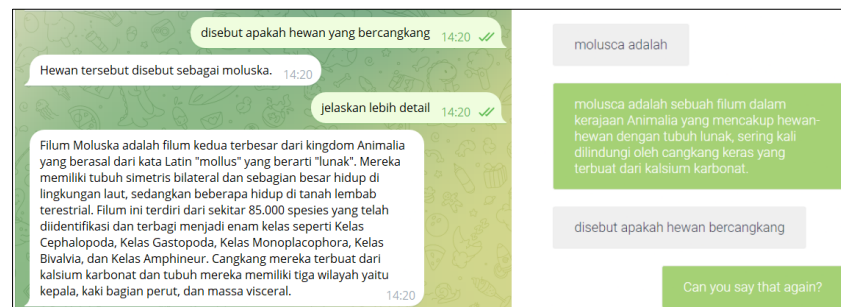 disebut apakah hewan yang bercangkang 14:20
Hewan tersebut disebut sebagai moluska. 14:20
jelaskan lebih detail 14:20
Filum Moluska adalah filum kedua terbesar dari kingdom Animalia
yang berasal dari kata Latin "mollus" yang berarti "lunak". Mereka
memiliki tubuh simetris bilateral dan sebagian besar hidup di
lingkungan laut, sedangkan beberapa hidup di tanah lembab
terestrial. Filum ini terdiri dari sekitar 85.000 spesies yang telah
diidentifikasi dan terbagi menjadi enam kelas seperti Kelas
Cephalopoda, Kelas Gastopoda, Kelas Monoplacophora, Kelas
Bivalvia, dan Kelas Amphineur. Cangkang mereka terbuat dari
kalsium karbonat dan tubuh mereka memiliki tiga wilayah yaitu
kepala, kaki bagian perut, dan massa visceral. 14:20
molusca adalah
molusca adalah sebuah filum dalam
kerajaan Animalia yang mencakup hewan-
hewan dengan tubuh lunak, sering kali
dilindungi oleh cangkang keras yang
terbuat dari kalsium karbonat.
disebut apakah hewan bercangkang
Can you say that again?